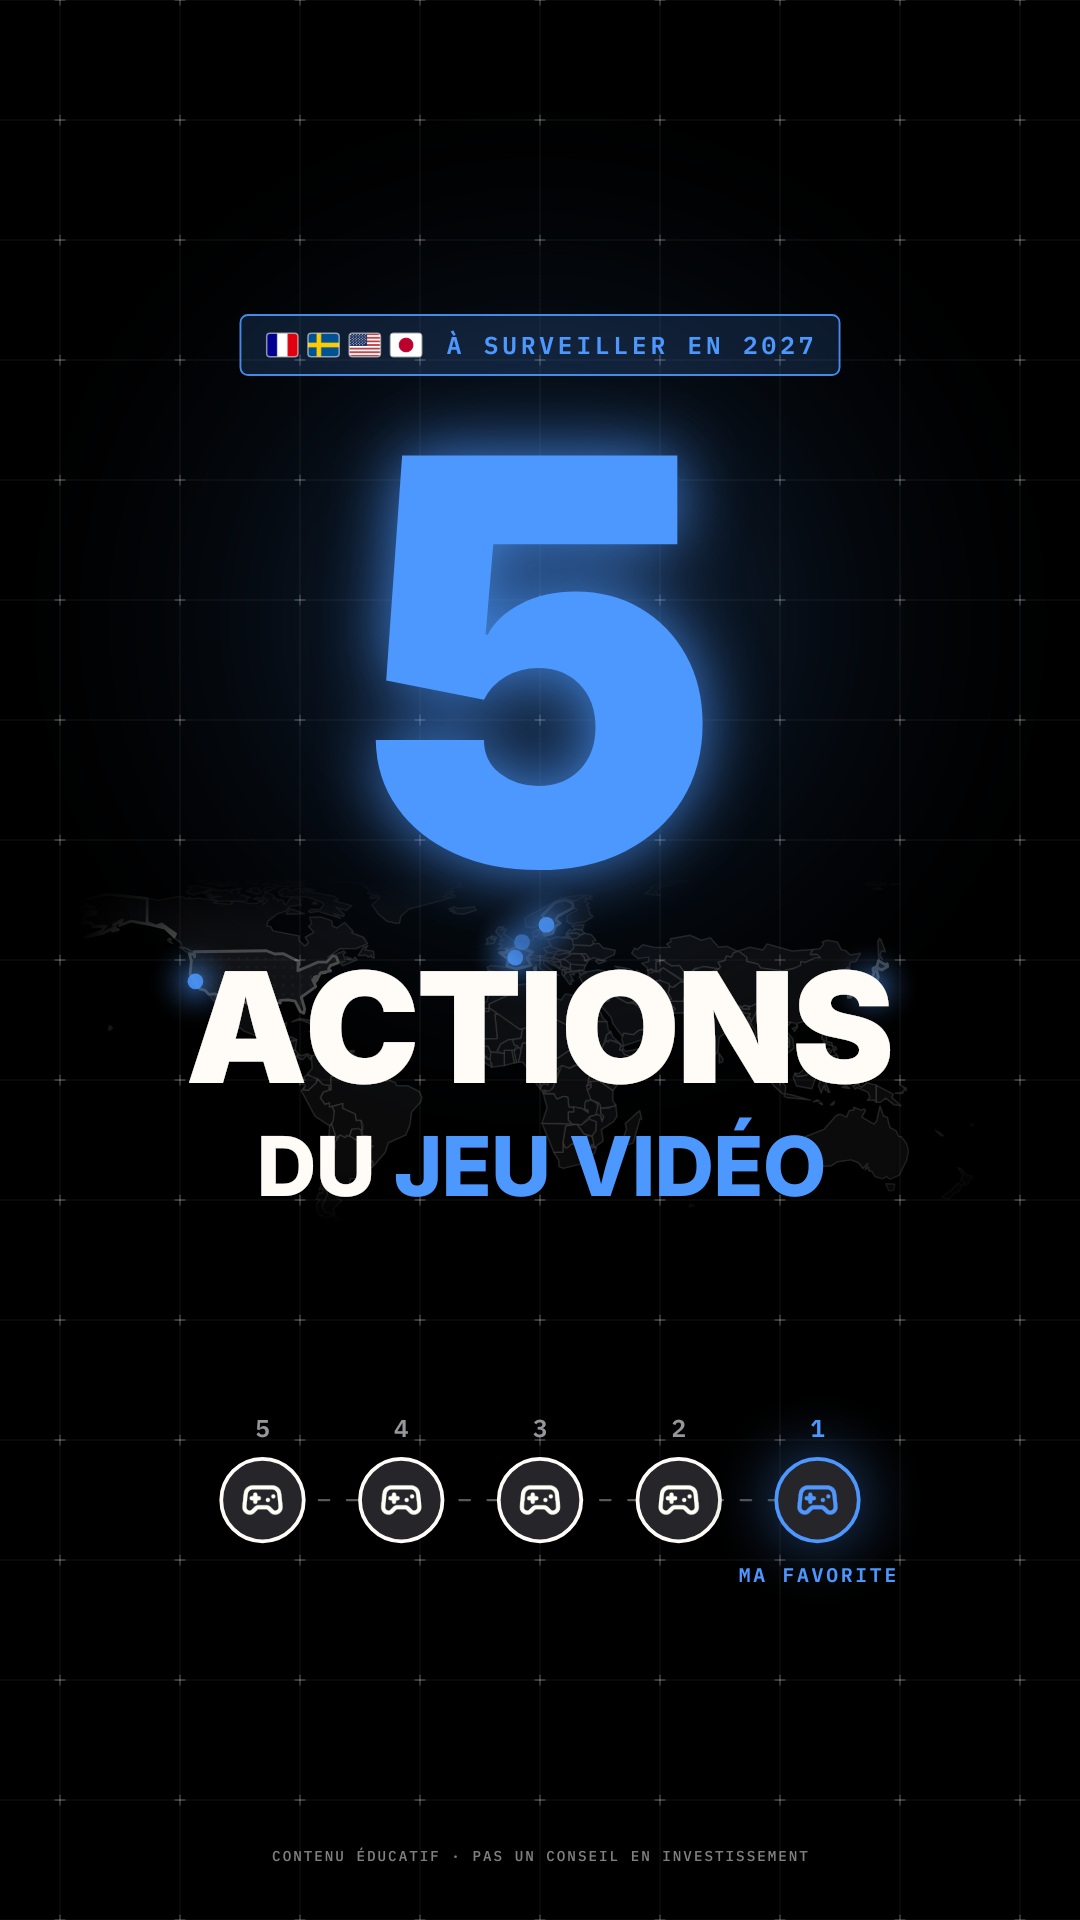 À SURVEILLER EN 2027
5
ACTIONS
DU JEU VIDÉO
5 4 3 2 1
MA FAVORITE
CONTENU ÉDUCATIF · PAS UN CONSEIL EN INVESTISSEMENT